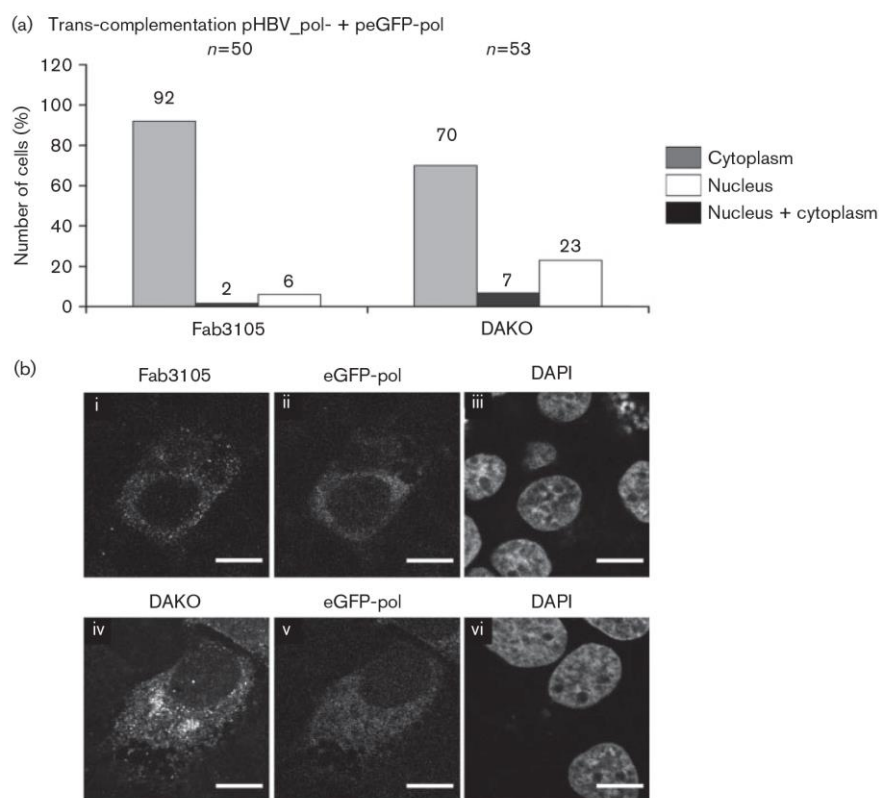 (a) Trans-complementation pHBV_pol- + peGFP-pol
n=50 n=53
Number of cells (%)
120
100
80
60
40
20
0
92
2
6
70
7
23
Fab3105 DAKO
Cytoplasm
Nucleus
Nucleus + cytoplasm
(b)
Fab3105 eGFP-pol DAPI
i ii iii
DAKO eGFP-pol DAPI
iv v vi